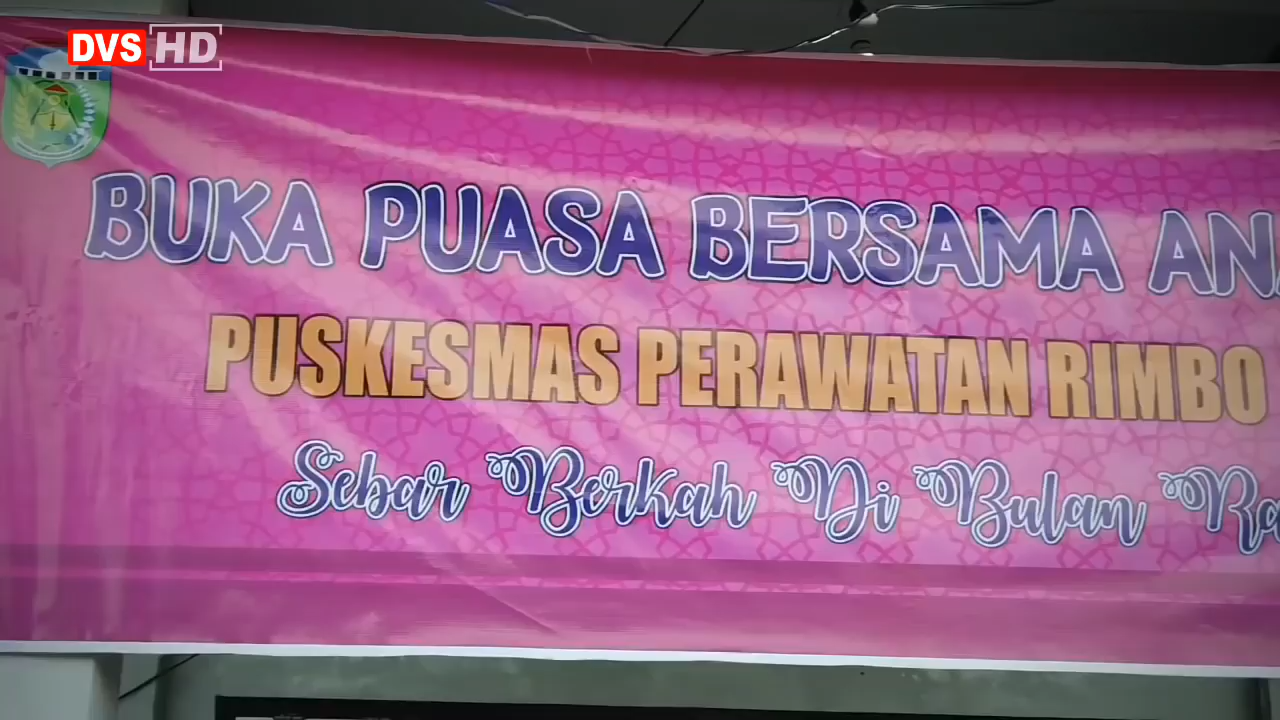 DVS HD
BUKA PUASA BERSAMA
PUSKESMAS PERAWATAN RIMBO
Sebar Berkah Di Bulan